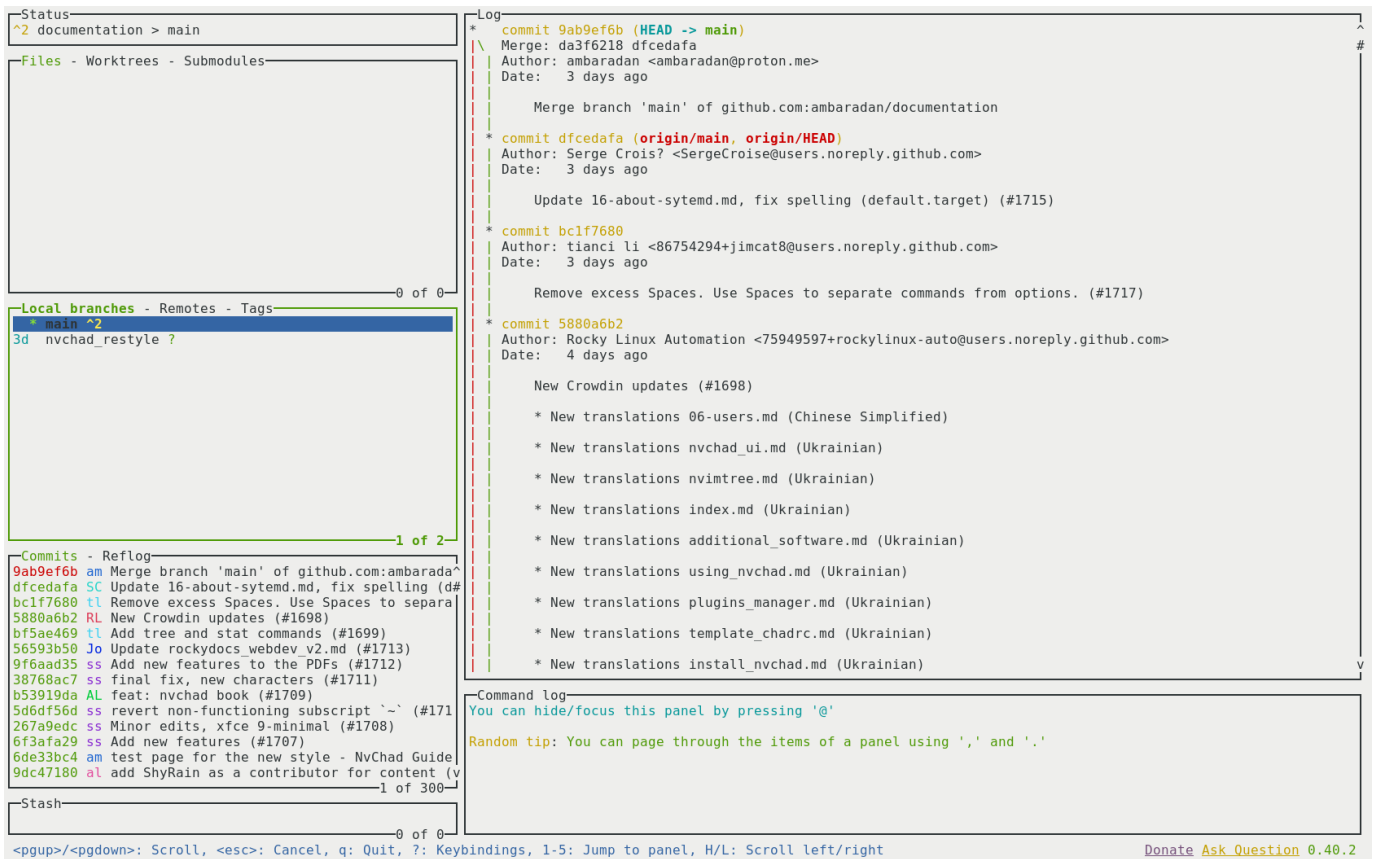 Status
^2 documentation > main
Files - Worktrees - Submodules
0 of 0
Local branches - Remotes - Tags
* main ^2
3d nvchad_restyle ?
1 of 2
Commits - Reflog
9ab9ef6b am Merge branch 'main' of github.com:ambarada^
dfcedafa SC Update 16-about-sytemd.md, fix spelling (d#
bc1f7680 tl Remove excess Spaces. Use Spaces to separa
5880a6b2 RL New Crowdin updates (#1698)
bf5ae469 tl Add tree and stat commands (#1699)
56593b50 Jo Update rockydocs_webdev_v2.md (#1713)
9f6aad35 ss Add new features to the PDFs (#1712)
38768ac7 ss final fix, new characters (#1711)
b53919da AL feat: nvchad book (#1709)
5d6df56d ss revert non-functioning subscript `~` (#171
267a9edc ss Minor edits, xfce 9-minimal (#1708)
6f3afa29 ss Add new features (#1707)
6de33bc4 am test page for the new style - NvChad Guide
9dc47180 al add ShyRain as a contributor for content (v
1 of 300
Stash
0 of 0
Log
* commit 9ab9ef6b (HEAD -> main)
Merge: da3f6218 dfcedafa
Author: ambaradan <ambaradan@proton.me>
Date: 3 days ago
Merge branch 'main' of github.com:ambaradan/documentation
* commit dfcedafa (origin/main, origin/HEAD)
Author: Serge Crois? <SergeCroise@users.noreply.github.com>
Date: 3 days ago
Update 16-about-sytemd.md, fix spelling (default.target) (#1715)
* commit bc1f7680
Author: tianci li <86754294+jimcat8@users.noreply.github.com>
Date: 3 days ago
Remove excess Spaces. Use Spaces to separate commands from options. (#1717)
* commit 5880a6b2
Author: Rocky Linux Automation <75949597+rockylinux-auto@users.noreply.github.com>
Date: 4 days ago
New Crowdin updates (#1698)
* New translations 06-users.md (Chinese Simplified)
* New translations nvchad_ui.md (Ukrainian)
* New translations nvimtree.md (Ukrainian)
* New translations index.md (Ukrainian)
* New translations additional_software.md (Ukrainian)
* New translations using_nvchad.md (Ukrainian)
* New translations plugins_manager.md (Ukrainian)
* New translations template_chadrc.md (Ukrainian)
* New translations install_nvchad.md (Ukrainian)
Command log
You can hide/focus this panel by pressing '@'
Random tip: You can page through the items of a panel using ',' and '.'
<pgup>/<pgdown>: Scroll, <esc>: Cancel, q: Quit, ?: Keybindings, 1-5: Jump to panel, H/L: Scroll left/right
Donate Ask Question 0.40.2